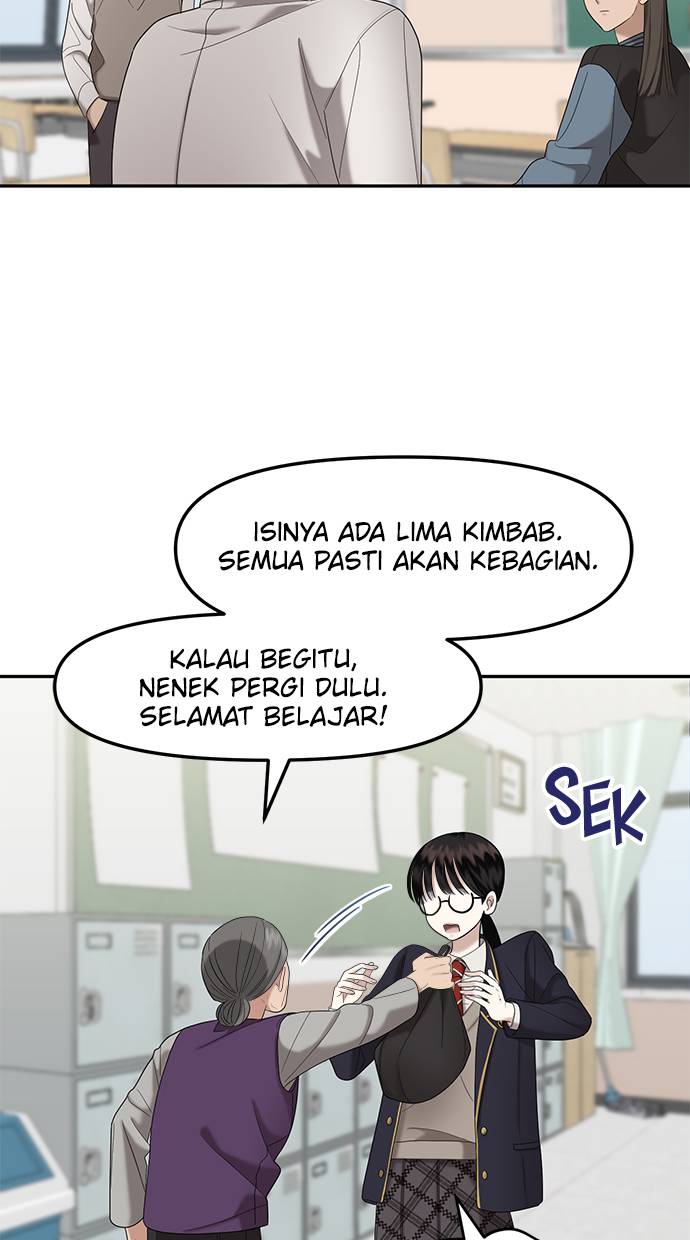 ISINYA ADA LIMA KIMBAB.
SEMUA PASTI AKAN KEBAGIAN.
KALAU BEGITU,
NENEK PERGI DULU.
SELAMAT BELAJAR!
SEK